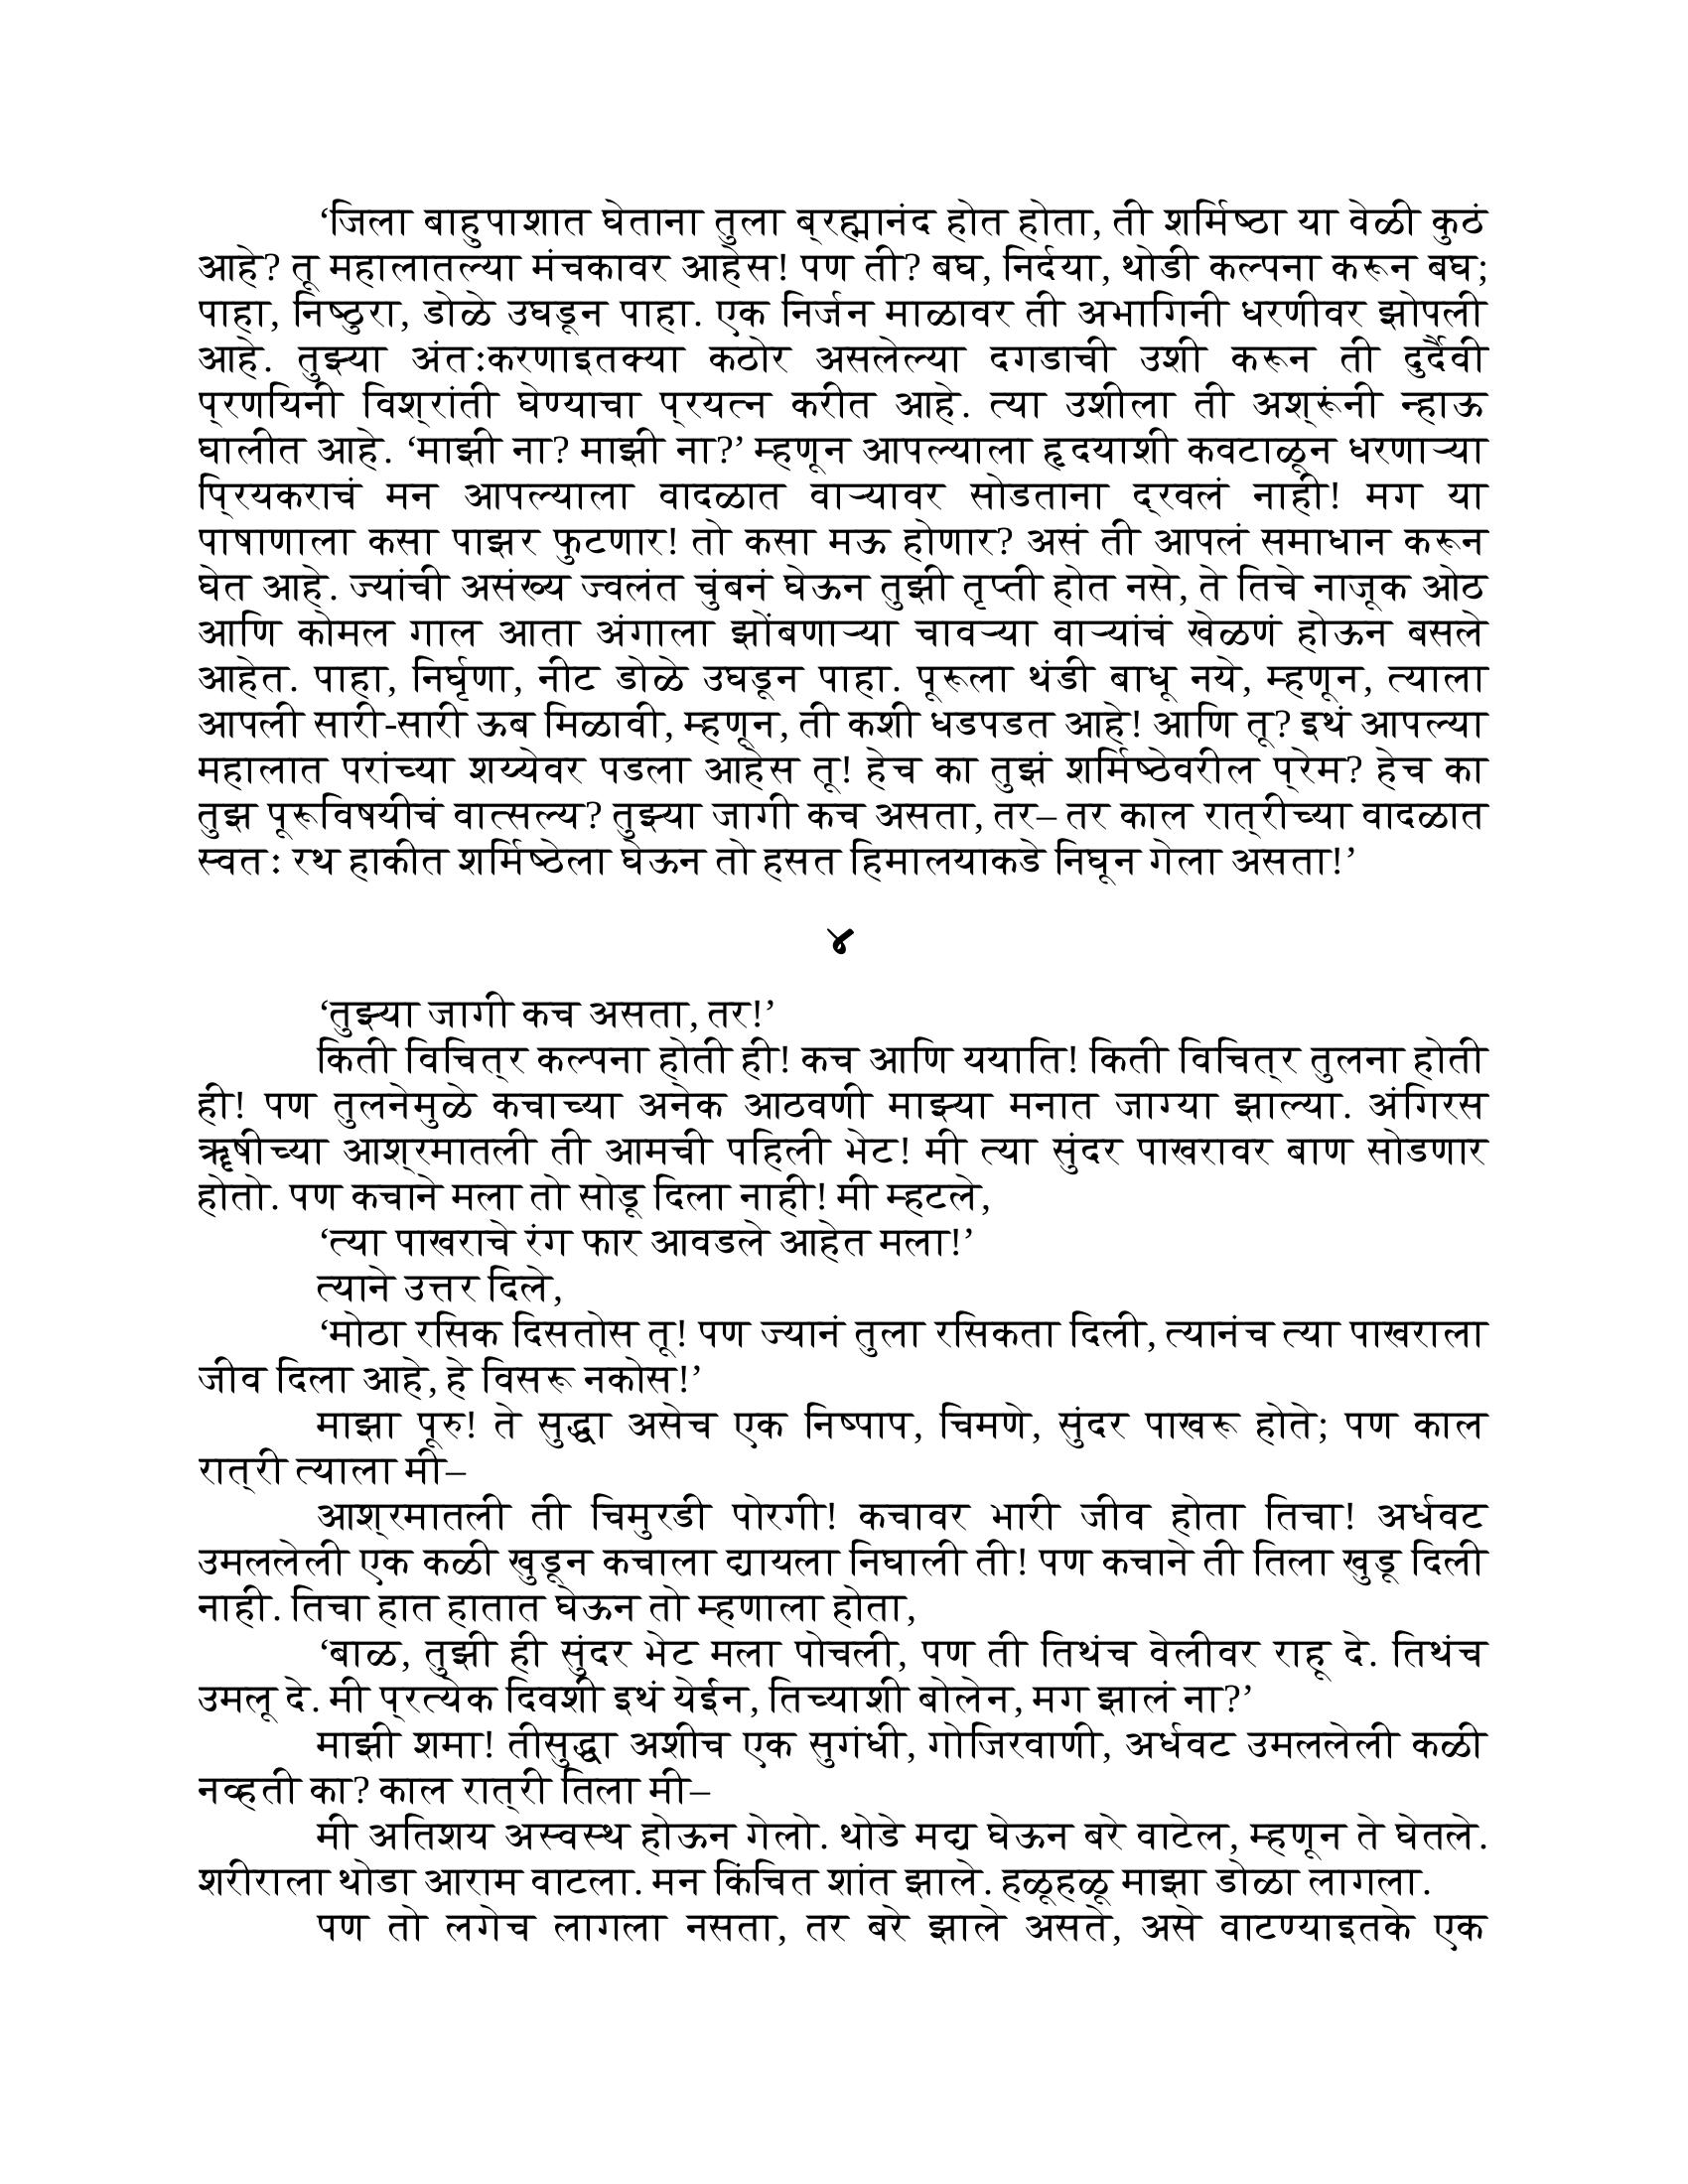 ‘जिला बाहुपाशात घेताना तुला ब्रह्मानंद होत होता, ती शर्मिष्ठा या वेळी कुठं
आहे? तू महालातल्या मंचकावर आहेस! पण ती? बघ, निर्दया, थोडी कल्पना करून बघ;
पाहा, निष्ठुरा, डोळे उघडून पाहा. एक निर्जन माळावर ती अभागिनी धरणीवर झोपली
आहे. तुझ्या अंतःकरणाइतक्या कठोर असलेल्या दगडाची उशी करून ती दुर्दैवी
प्रणयिनी विश्रांती घेण्याचा प्रयत्न करीत आहे. त्या उशीला ती अश्रूंनी न्हाऊ
घालीत आहे. ‘माझी ना? माझी ना?’ म्हणून आपल्याला हृदयाशी कवटाळून धरणाऱ्या
प्रियकराचं मन आपल्याला वादळात वाऱ्यावर सोडताना द्रवलं नाही! मग या
पाषाणाला कसा पाझर फुटणार! तो कसा मऊ होणार? असं ती आपलं समाधान करून
घेत आहे. ज्यांची असंख्य ज्वलंत चुंबनं घेऊन तुझी तृप्ती होत नसे, ते तिचे नाजूक ओठ
आणि कोमल गाल आता अंगाला झोंबणाऱ्या चावऱ्या वाऱ्यांचं खेळणं होऊन बसले
आहेत. पाहा, निर्घृणा, नीट डोळे उघडून पाहा. पूरूला थंडी बाधू नये, म्हणून, त्याला
आपली सारी-सारी ऊब मिळावी, म्हणून, ती कशी धडपडत आहे! आणि तू? इथं आपल्या
महालात परांच्या शय्येवर पडला आहेस तू! हेच का तुझं शर्मिष्ठेवरील प्रेम? हेच का
तुझ पूरूविषयीचं वात्सल्य? तुझ्या जागी कच असता, तर– तर काल रात्रीच्या वादळात
स्वतः रथ हाकीत शर्मिष्ठेला घेऊन तो हसत हिमालयाकडे निघून गेला असता!’
४
‘तुझ्या जागी कच असता, तर!’
किती विचित्र कल्पना होती ही! कच आणि ययाति! किती विचित्र तुलना होती
ही! पण तुलनेमुळे कचाच्या अनेक आठवणी माझ्या मनात जाग्या झाल्या. अंगिरस
ॠषीच्या आश्रमातली ती आमची पहिली भेट! मी त्या सुंदर पाखरावर बाण सोडणार
होतो. पण कचाने मला तो सोडू दिला नाही! मी म्हटले,
‘त्या पाखराचे रंग फार आवडले आहेत मला!’
त्याने उत्तर दिले,
‘मोठा रसिक दिसतोस तू! पण ज्यानं तुला रसिकता दिली, त्यानंच त्या पाखराला
जीव दिला आहे, हे विसरू नकोस!’
माझा पूरु! ते सुद्धा असेच एक निष्पाप, चिमणे, सुंदर पाखरू होते; पण काल
रात्री त्याला मी–
आश्रमातली ती चिमुरडी पोरगी! कचावर भारी जीव होता तिचा! अर्धवट
उमललेली एक कळी खुडून कचाला द्यायला निघाली ती! पण कचाने ती तिला खुडू दिली
नाही. तिचा हात हातात घेऊन तो म्हणाला होता,
‘बाळ, तुझी ही सुंदर भेट मला पोचली, पण ती तिथंच वेलीवर राहू दे. तिथंच
उमलू दे. मी प्रत्येक दिवशी इथं येईन, तिच्याशी बोलेन, मग झालं ना?’
माझी शमा! तीसुद्धा अशीच एक सुगंधी, गोजिरवाणी, अर्धवट उमललेली कळी
नव्हती का? काल रात्री तिला मी–
मी अतिशय अस्वस्थ होऊन गेलो. थोडे मद्य घेऊन बरे वाटेल, म्हणून ते घेतले.
शरीराला थोडा आराम वाटला. मन किंचित शांत झाले. हळूहळू माझा डोळा लागला.
पण तो लगेच लागला नसता, तर बरे झाले असते, असे वाटण्याइतके एक